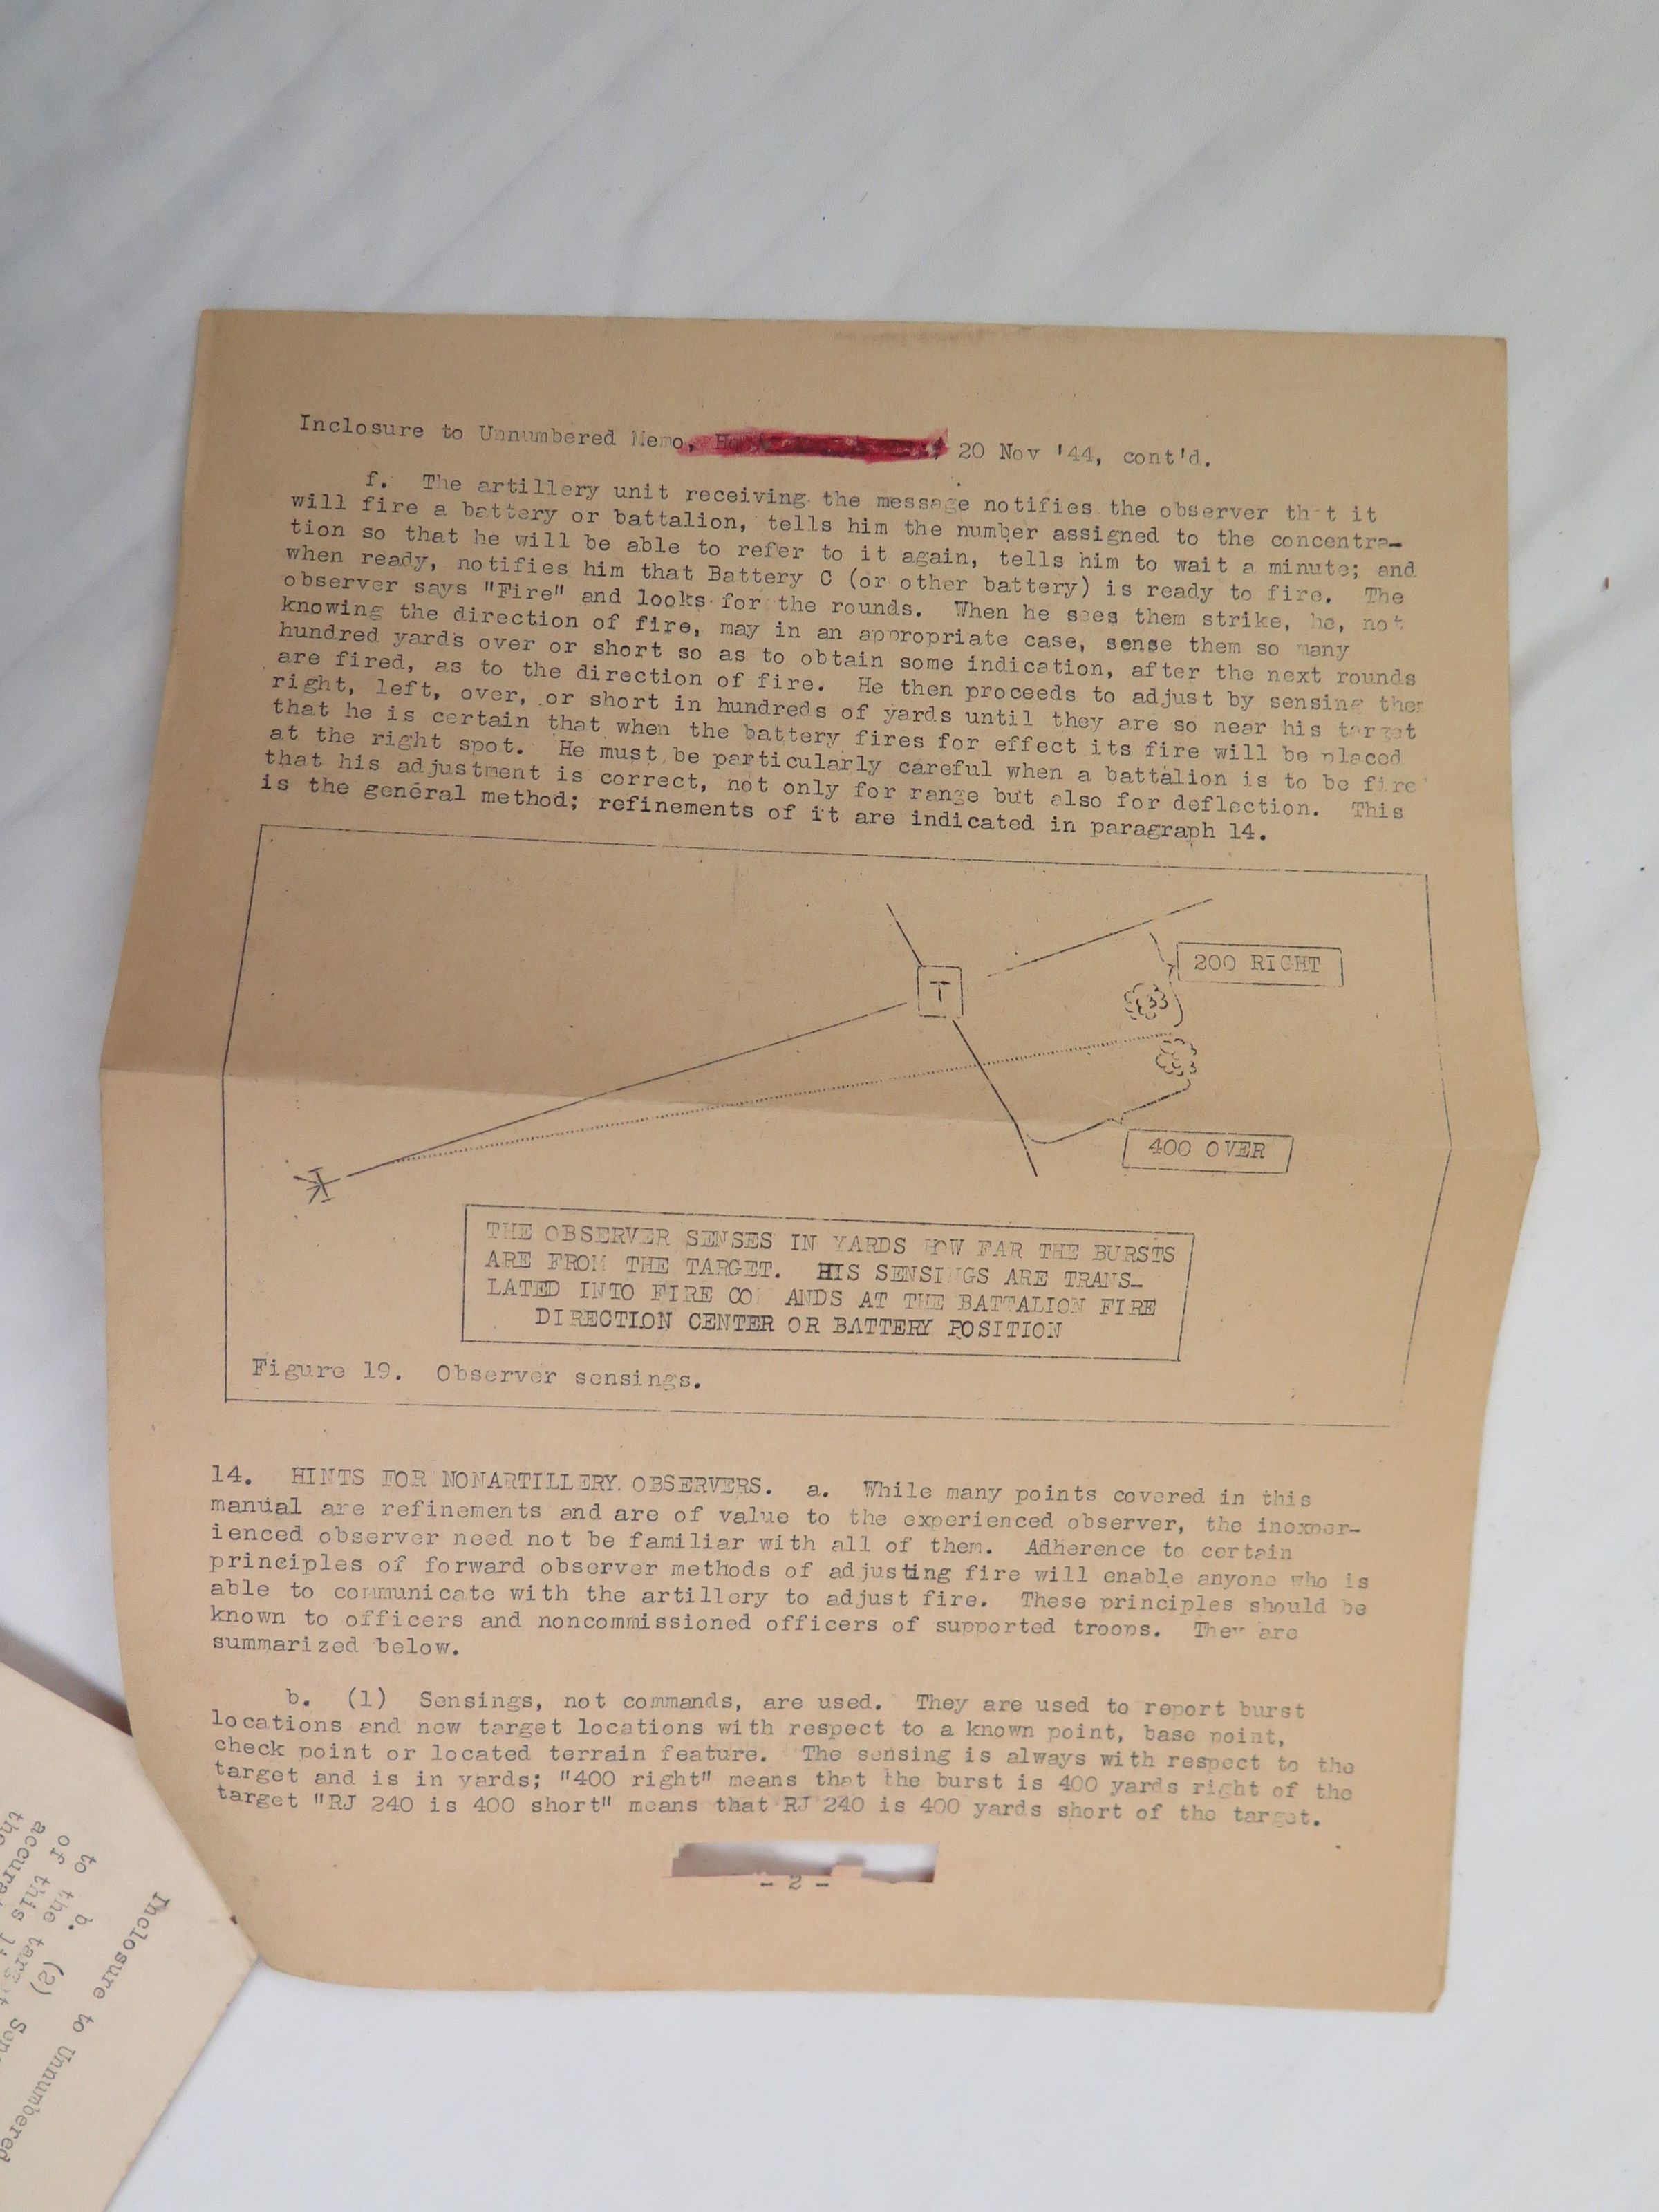 Inclosure to Unnumbered Memo, 20 Nov '44, cont'd.
f. The artillery unit receiving the message notifies the observer that it
will fire a battery or battalion, tells him the number assigned to the concentra-
tion so that he will be able to refer to it again, tells him to wait a minute; and
when ready, notifies him that Battery C (or other battery) is ready to fire. The
observer says "Fire" and looks for the rounds. When he sees them strike, he, not
knowing the direction of fire, may in an appropriate case, sense them so many
hundred yards over or short so as to obtain some indication, after the next rounds
are fired, as to the direction of fire. He then proceeds to adjust by sensing them
right, left, over, or short in hundreds of yards until they are so near his target
that he is certain that when the battery fires for effect its fire will be placed
at the right spot. He must be particularly careful when a battalion is to be fire
that his adjustment is correct, not only for range but also for deflection. This
is the general method; refinements of it are indicated in paragraph 14.
200 RIGHT
T
400 OVER
THE OBSERVER SENSES IN YARDS HOW FAR THE BURSTS
ARE FROM THE TARGET. HIS SENSINGS ARE TRANS-
LATED INTO FIRE COMMANDS AT THE BATTALION FIRE
DIRECTION CENTER OR BATTERY POSITION
Figure 19. Observer sensings.
14. HINTS FOR NONARTILLERY OBSERVERS. a. While many points covered in this
manual are refinements and are of value to the experienced observer, the inexper-
ienced observer need not be familiar with all of them. Adherence to certain
principles of forward observer methods of adjusting fire will enable anyone who is
able to communicate with the artillery to adjust fire. These principles should be
known to officers and noncommissioned officers of supported troops. They are
summarized below.
b. (1) Sensings, not commands, are used. They are used to report burst
locations and new target locations with respect to a known point, base point,
check point or located terrain feature. The sensing is always with respect to the
target and is in yards; "400 right" means that the burst is 400 yards right of the
target "RJ 240 is 400 short" means that RJ 240 is 400 yards short of the target.
- 2 -
Inclosure to Unnumbered
b. (2)
to the target
of this